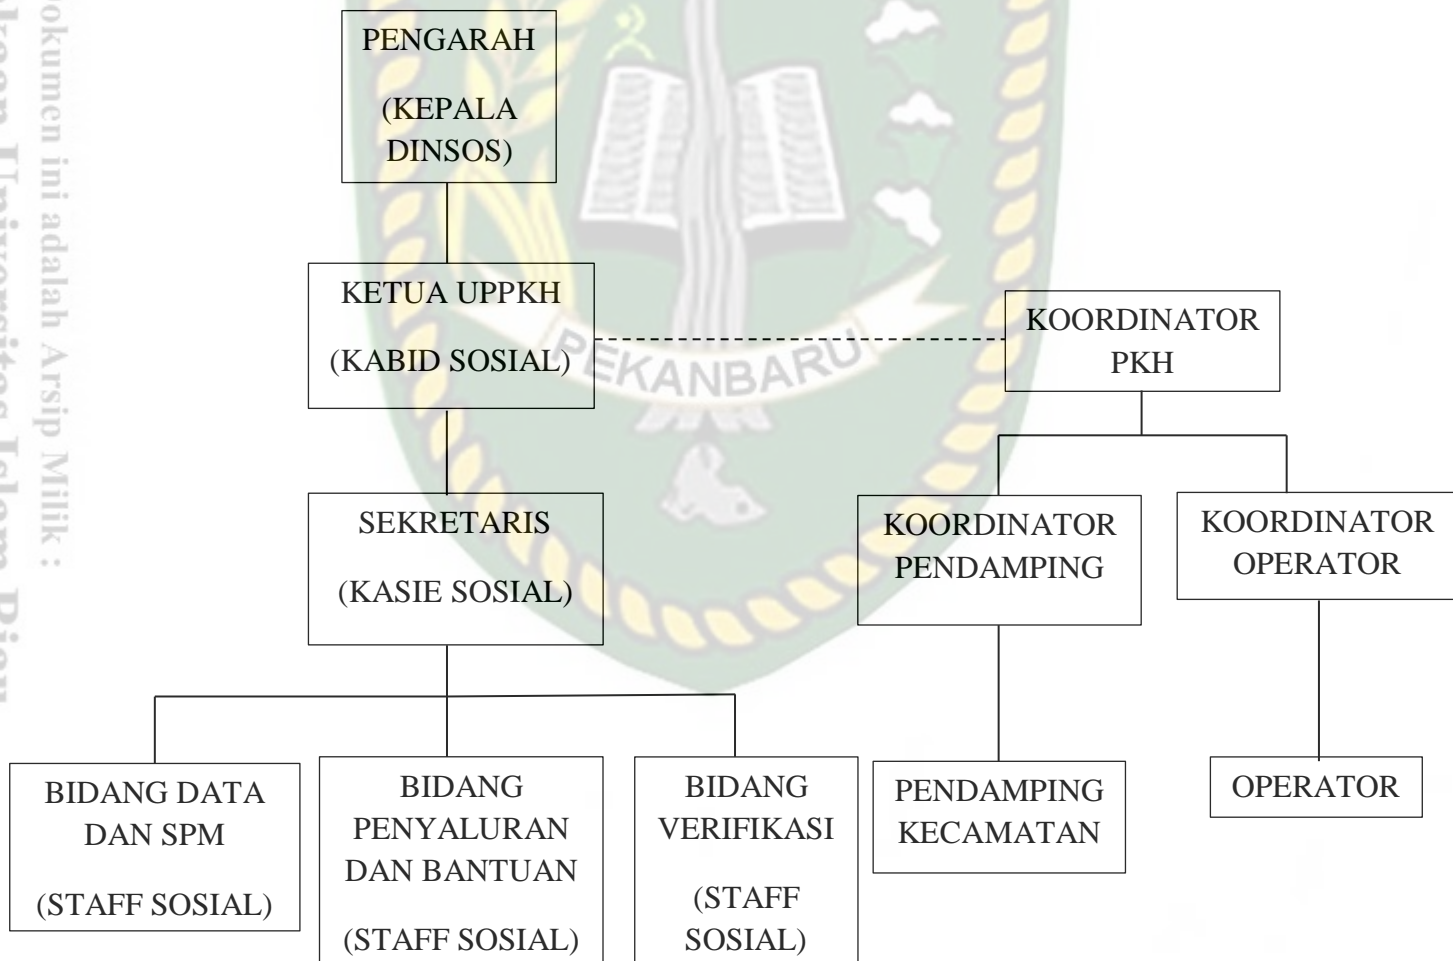 PENGARAH
(KEPALA
DINSOS)
KETUA UPPKH
(KABID SOSIAL)
KOORDINATOR
PKH
SEKRETARIS
(KASIE SOSIAL)
KOORDINATOR
PENDAMPING
KOORDINATOR
OPERATOR
BIDANG DATA
DAN SPM
(STAFF SOSIAL)
BIDANG
PENYALURAN
DAN BANTUAN
(STAFF SOSIAL)
BIDANG
VERIFIKASI
(STAFF
SOSIAL)
PENDAMPING
KECAMATAN
OPERATOR
PEKANBARU
ini adalah Arsip Milik :
Universitas Islam